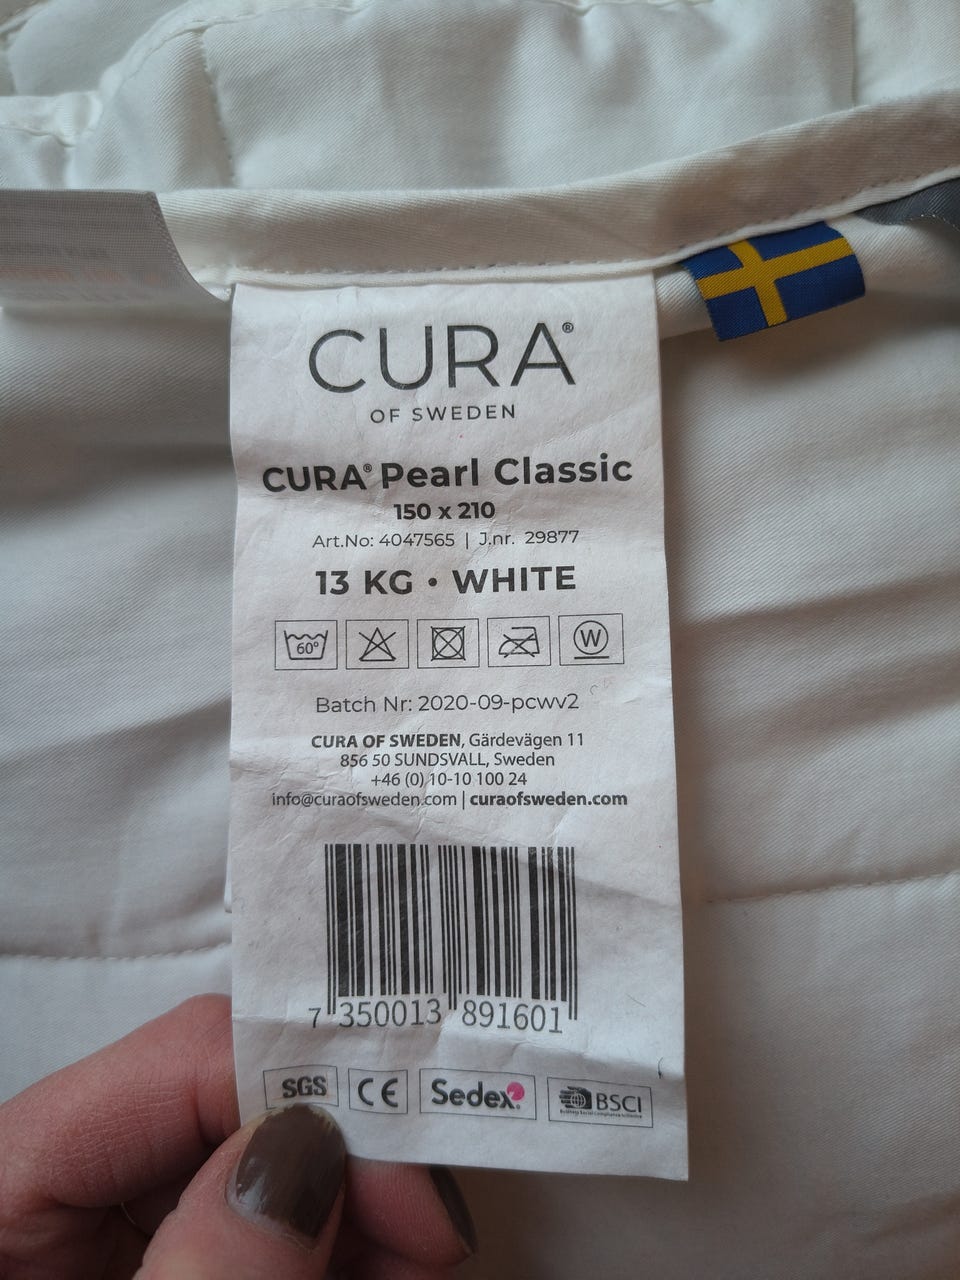 CURA®
OF SWEDEN
CURA® Pearl Classic
150 x 210
Art.No: 4047565 | J.nr. 29877
13 KG • WHITE
60°
W
Batch Nr: 2020-09-pcwv2
CURA OF SWEDEN, Gärdevägen 11
856 50 SUNDSVALL, Sweden
+46 (0) 10-10 100 24
info@curaofsweden.com | curaofsweden.com
7 350013 891601
SGS CE Sedex BSCI